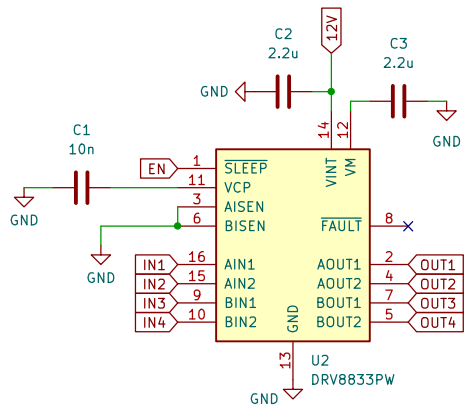 C2
2.2u
12V
C3
2.2u
GND
GND
C1
10n
GND
14
12
EN
1
SLEEP
VINT
VM
11
VCP
3
AISEN
6
BISEN
FAULT
8
GND
IN1
16
AIN1
AOUT1
2
OUT1
IN2
15
AIN2
AOUT2
4
OUT2
IN3
9
BIN1
BOUT1
7
OUT3
IN4
10
BIN2
GND
BOUT2
5
OUT4
13
U2
DRV8833PW
GND